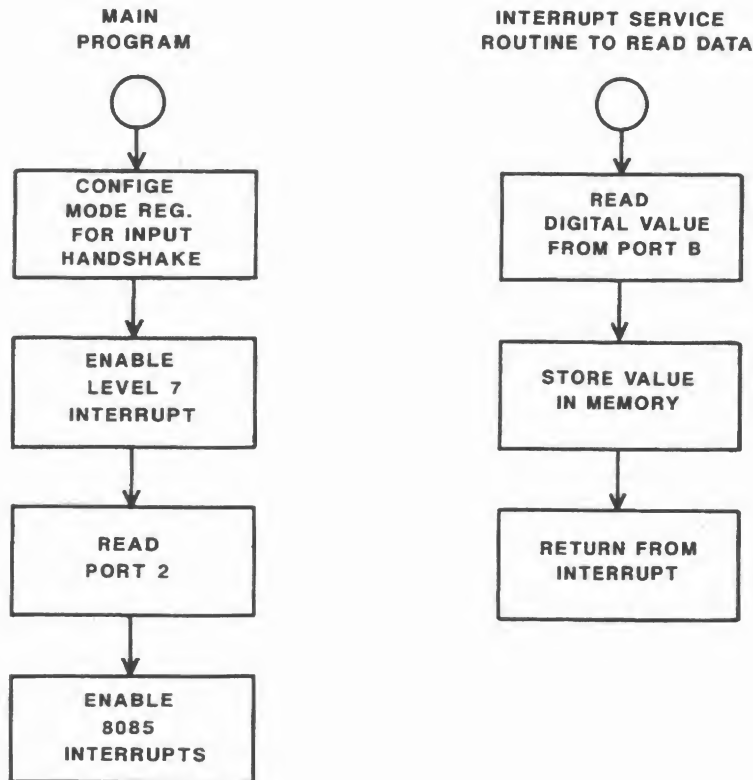 MAIN
PROGRAM
CONFIGE
MODE REG.
FOR INPUT
HANDSHAKE
ENABLE
LEVEL 7
INTERRUPT
READ
PORT 2
ENABLE
8085
INTERRUPTS
INTERRUPT SERVICE
ROUTINE TO READ DATA
READ
DIGITAL VALUE
FROM PORT B
STORE VALUE
IN MEMORY
RETURN FROM
INTERRUPT